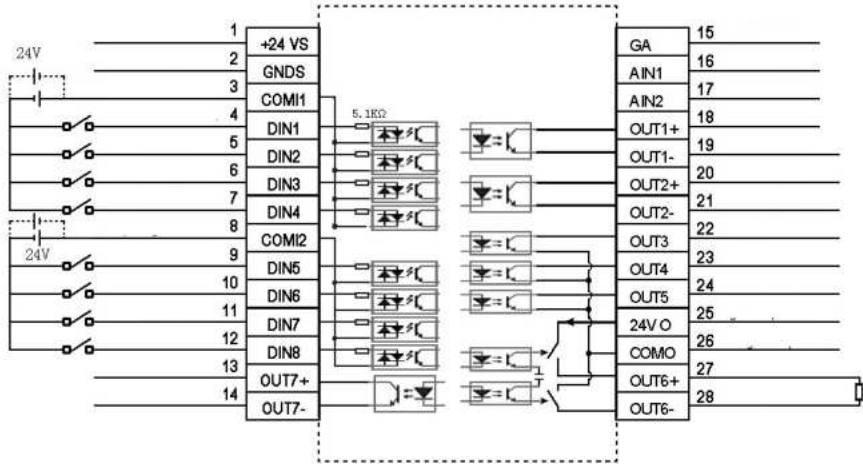 1 +24 VS
24V
2 GNDS
3 COMI1
4 DIN1
5.1KΩ
5 DIN2
6 DIN3
7 DIN4
8 COMI2
24V
9 DIN5
10 DIN6
11 DIN7
12 DIN8
13 OUT7+
14 OUT7-
GA 15
AIN1 16
AIN2 17
OUT1+ 18
OUT1- 19
OUT2+ 20
OUT2- 21
OUT3 22
OUT4 23
OUT5 24
24V O 25
COMO 26
OUT6+ 27
OUT6- 28